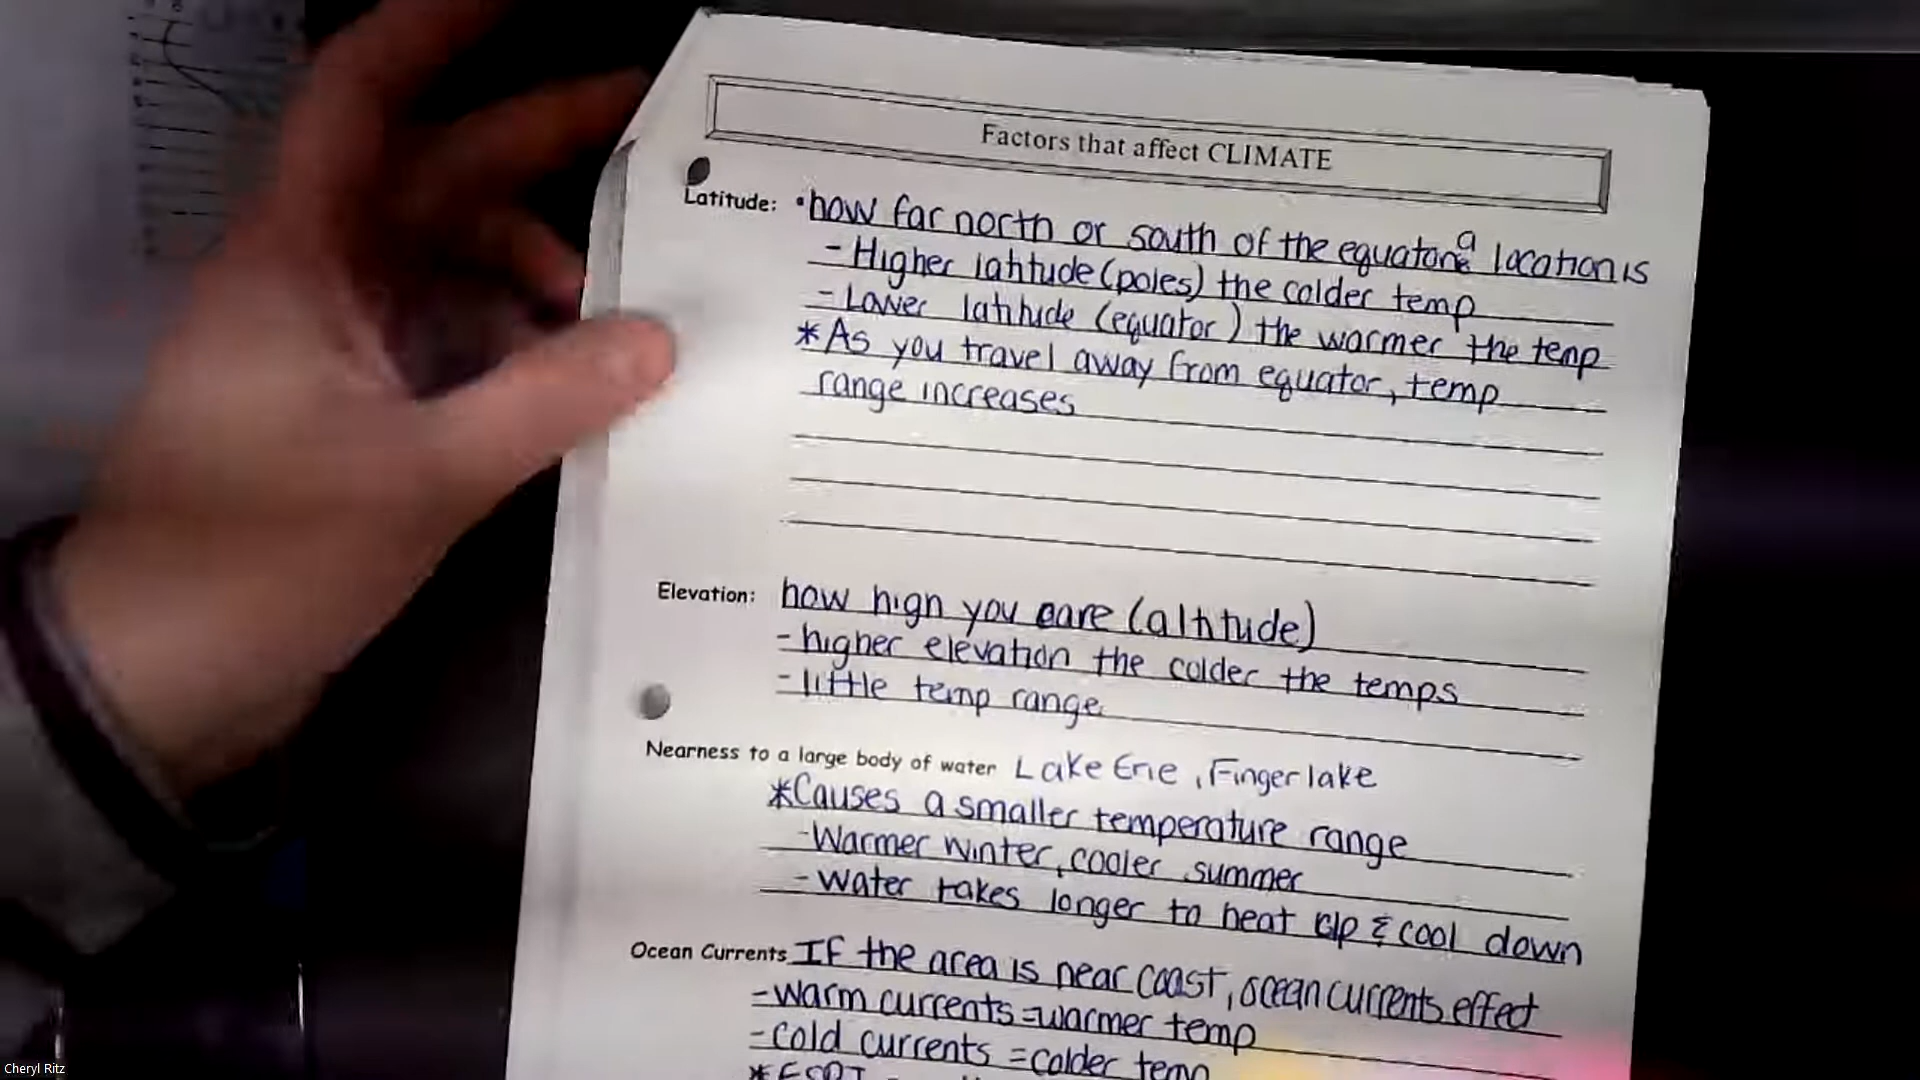 Factors that affect CLIMATE
Latitude: •how far north or south of the equator a location is
- Higher latitude (poles) the colder temp
- Lower latitude (equator) the warmer the temp
*As you travel away from equator, temp
range increases
Elevation: how high you are (altitude)
- higher elevation the colder the temps
- little temp range
Nearness to a large body of water Lake Erie, Finger lake
*Causes a smaller temperature range
- Warmer winter, cooler summer
- Water takes longer to heat up & cool down
Ocean Currents If the area is near coast, ocean currents effect
- warm currents = warmer temp
- cold currents = colder temp
Cheryl Ritz